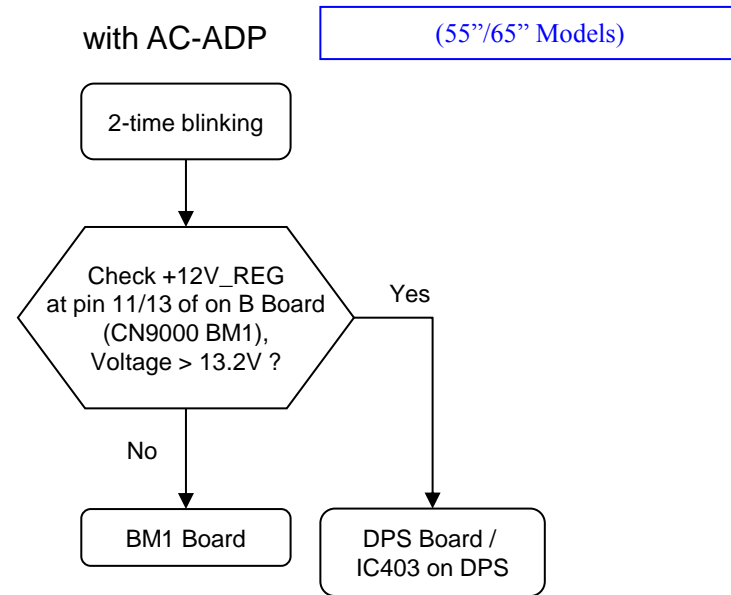 with AC-ADP
(55”/65” Models)
2-time blinking
Check +12V_REG
at pin 11/13 of on B Board
(CN9000 BM1),
Voltage > 13.2V ?
Yes
No
BM1 Board
DPS Board /
IC403 on DPS